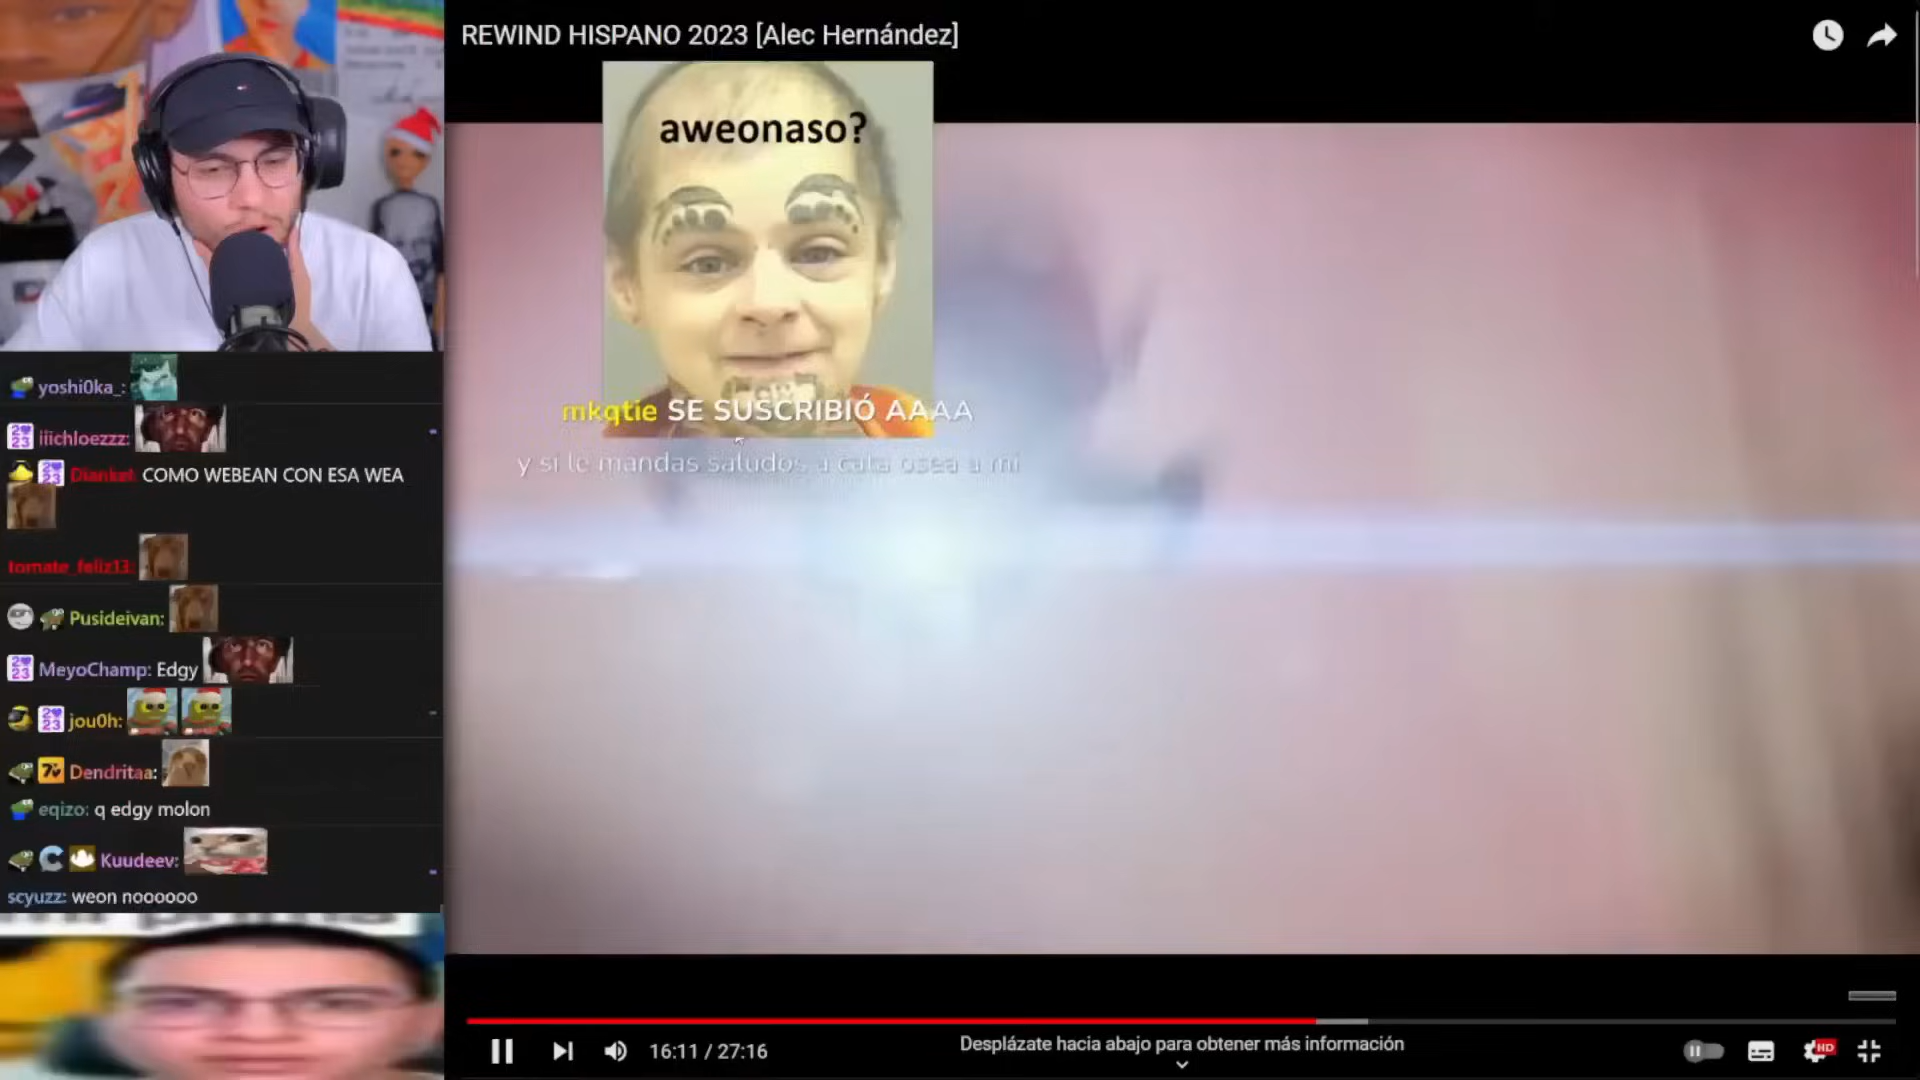 REWIND HISPANO 2023 [Alec Hernández]
aweonaso?
mkqtie SE SUSCRIBIÓ AAAA
y si le mandas saludos a cata osea a mi
yoshi0ka_:
iiichloezzz:
Diankel: COMO WEBEAN CON ESA WEA
tomate_feliz13:
Pusideivan:
MeyoChamp: Edgy
jou0h:
Dendritaa:
eqizo: q edgy molon
Kuudeev:
scyuzz: weon noooooo
16:11 / 27:16
Desplázate hacia abajo para obtener más información
HD